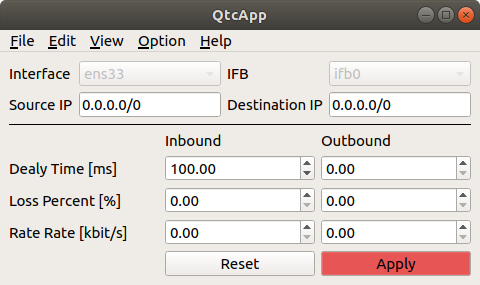 QtcApp
File Edit View Option Help
Interface ens33 IFB ifb0
Source IP 0.0.0.0/0 Destination IP 0.0.0.0/0
Inbound Outbound
Dealy Time [ms] 100.00 0.00
Loss Percent [%] 0.00 0.00
Rate Rate [kbit/s] 0.00 0.00
Reset Apply